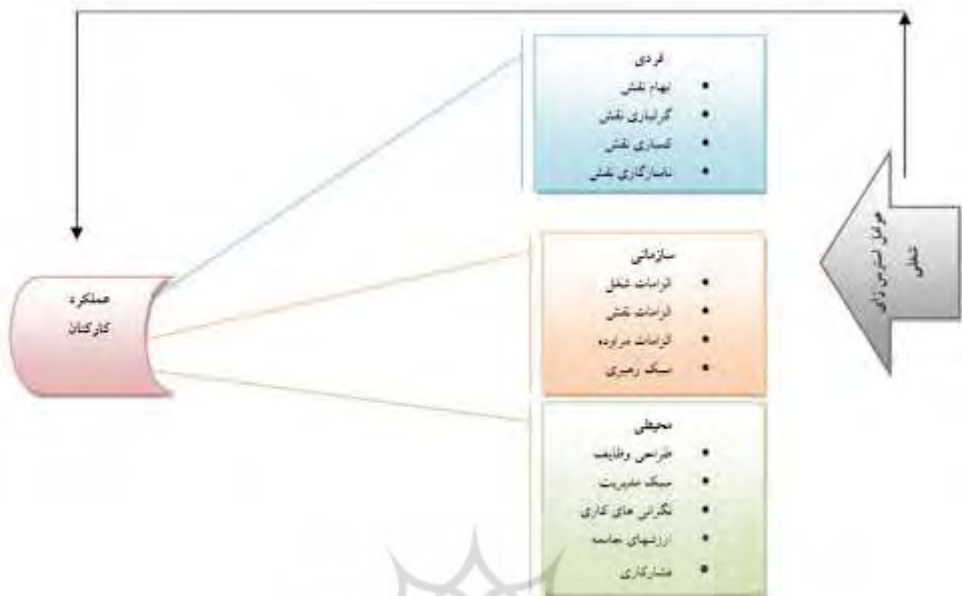 فردی
ابهام نقش
گرانباری نقش
کمباری نقش
ناسازگاری نقش
عوامل استرس زای
شغلی
سازمانی
الزامات شغل
الزامات نقش
الزامات مراوده
سبک رهبری
عملکرد
کارکنان
محیطی
طراحی وظایف
سبک مدیریت
نگرانی های کاری
ارزشهای جامعه
فشارکاری